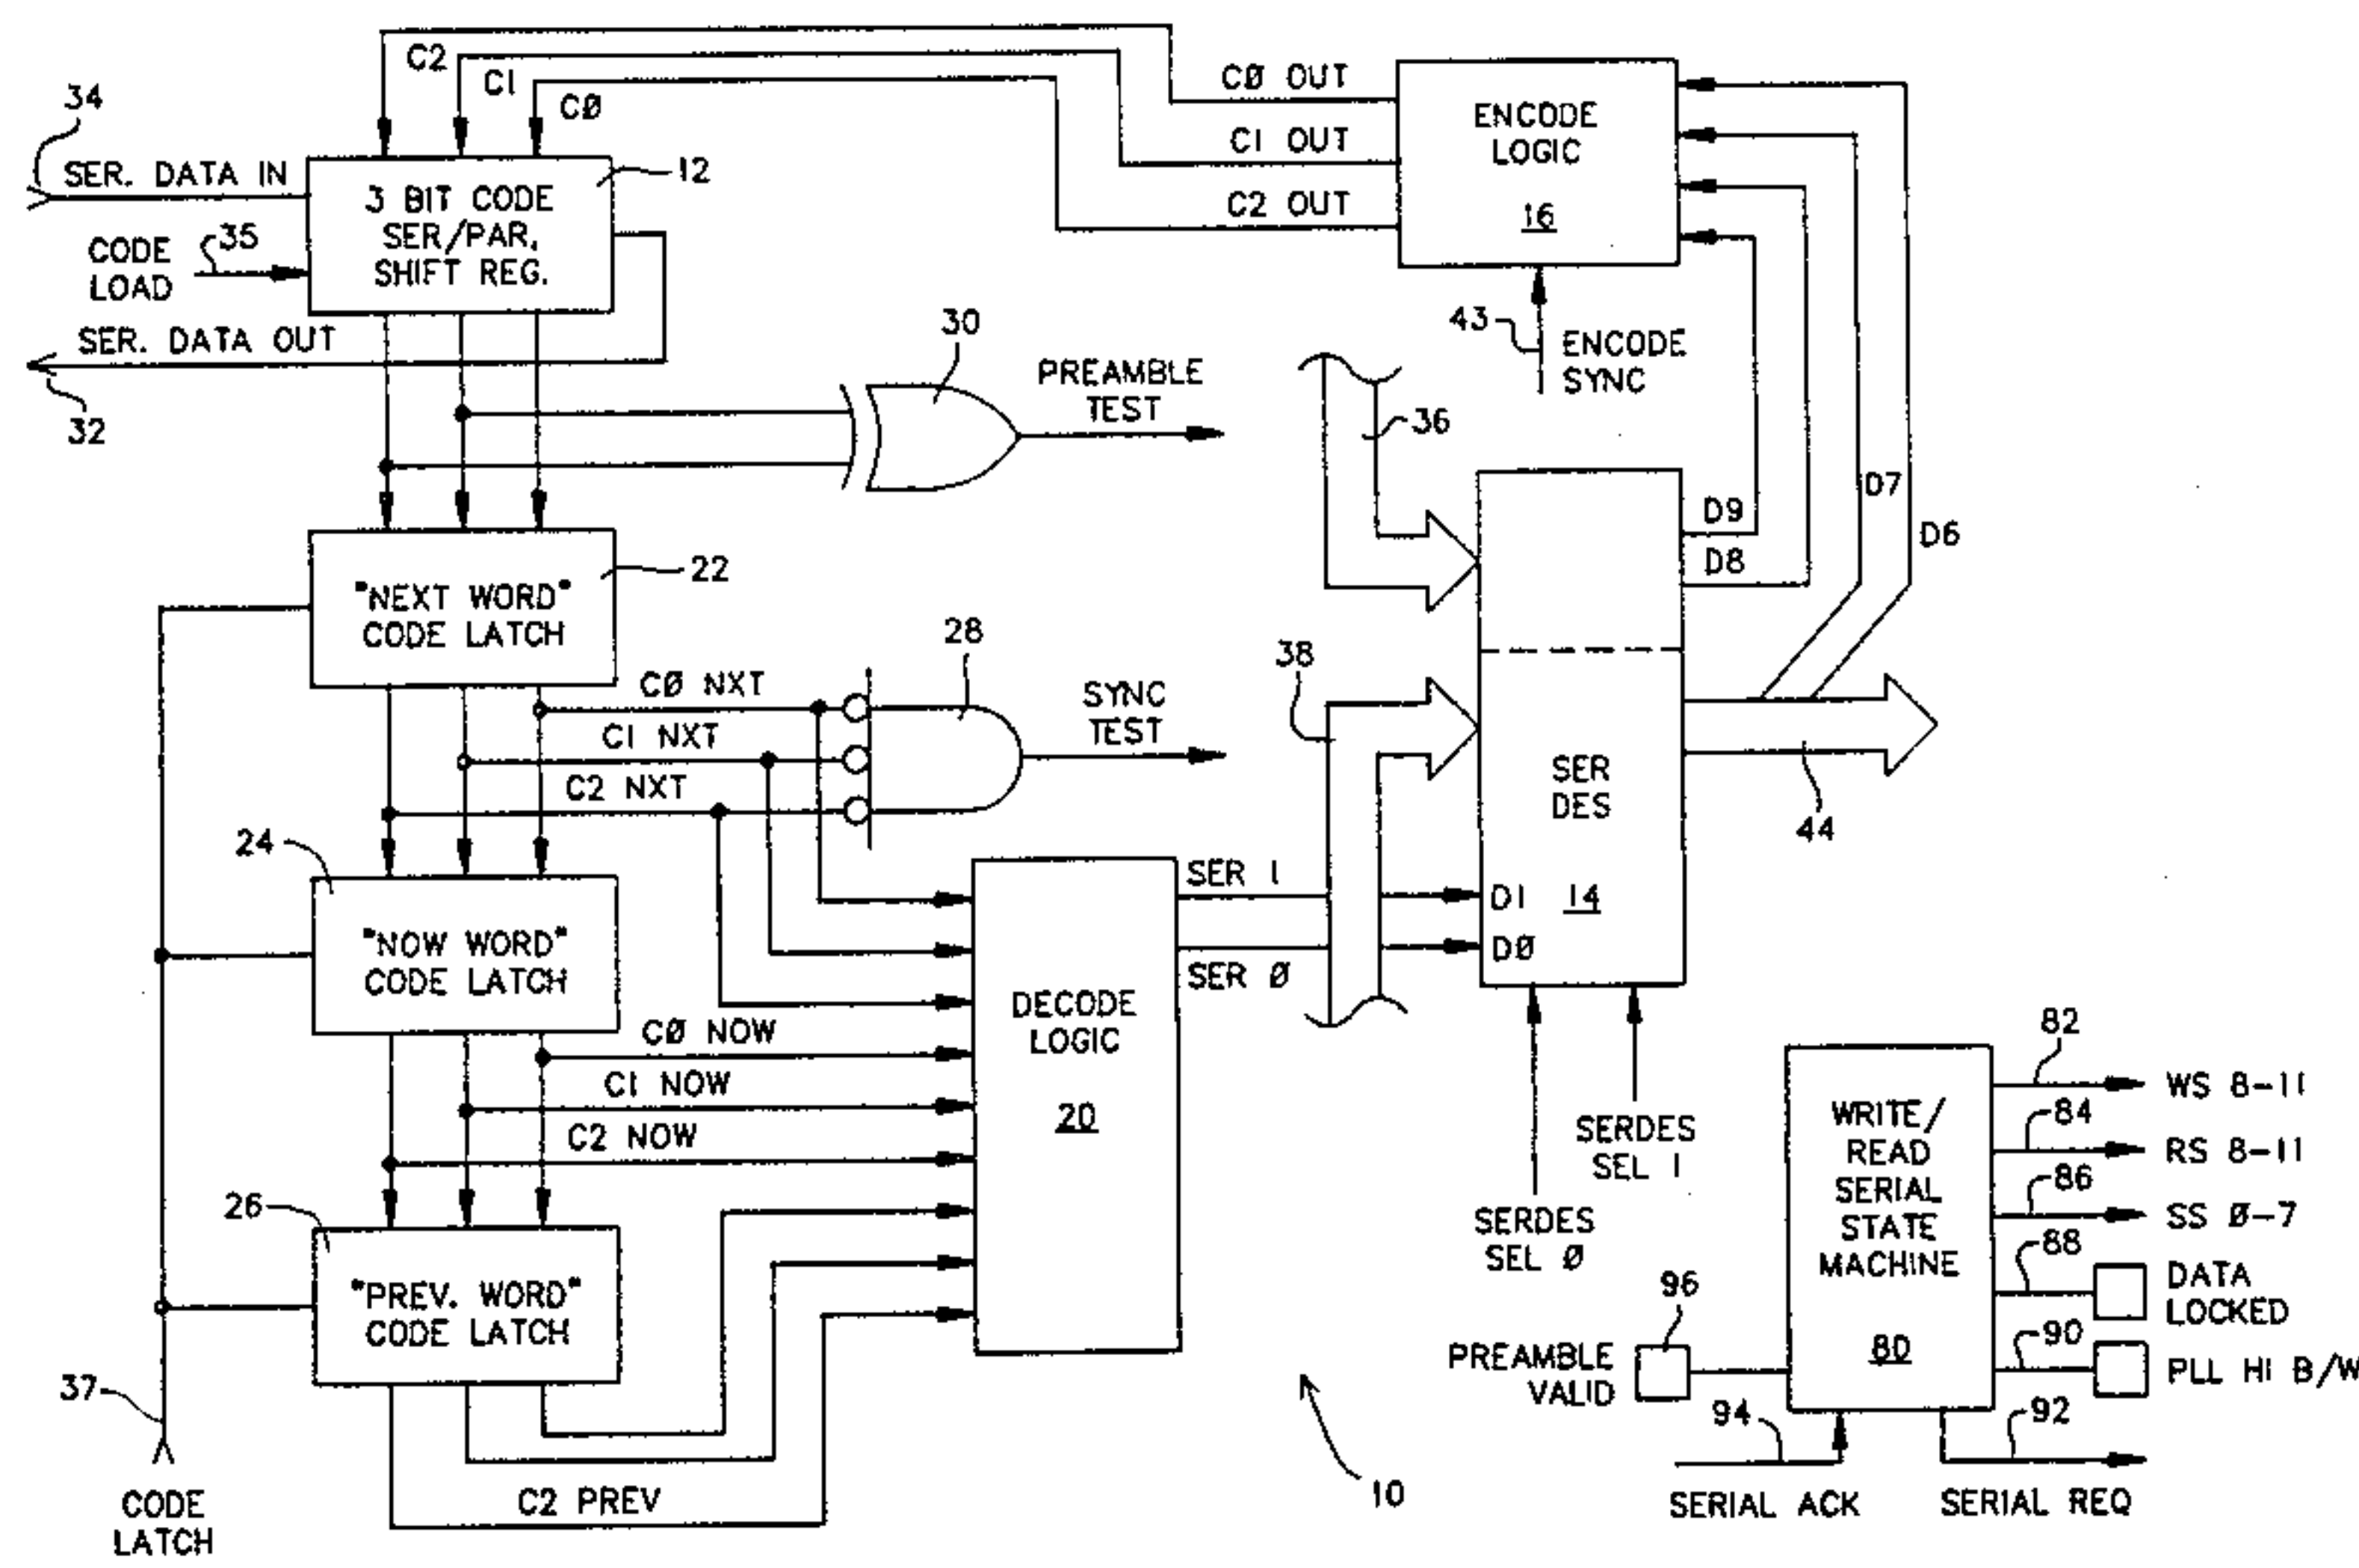 C2
C1
CØ
CØ OUT
C1 OUT
C2 OUT
ENCODE
LOGIC
16
34
SER. DATA IN
12
3 BIT CODE
SER/PAR.
SHIFT REG.
35
CODE
LOAD
SER. DATA OUT
32
30
PREAMBLE
TEST
43
ENCODE
SYNC
36
D7
D9
D8
D6
"NEXT WORD"
CODE LATCH
22
28
38
CØ NXT
C1 NXT
C2 NXT
SYNC
TEST
SER
DES
14
D1
DØ
44
24
"NOW WORD"
CODE LATCH
SER 1
SER Ø
DECODE
LOGIC
20
CØ NOW
C1 NOW
C2 NOW
SERDES
SEL 1
SERDES
SEL Ø
26
"PREV. WORD"
CODE LATCH
C2 PREV
37
CODE
LATCH
10
WRITE/
READ
SERIAL
STATE
MACHINE
80
82
WS 8-11
84
RS 8-11
86
SS Ø-7
88
DATA
LOCKED
90
PLL HI B/W
96
PREAMBLE
VALID
94
92
SERIAL ACK
SERIAL REQ